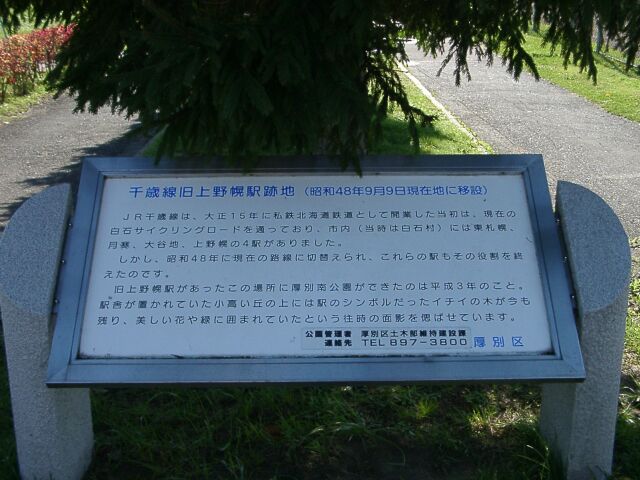 千歳線旧上野幌駅跡地(昭和48年9月9日現在地に移設)
JR千歳線は、大正15年に私鉄北海道鉄道として開業した当初は、現在の
白石サイクリングロードを通っており、市内(当時は白石村)には東札幌、
月寒、大谷地、上野幌の4駅がありました。
しかし、昭和48年に現在の路線に切替えられ、これらの駅もその役割を終
えたのです。
旧上野幌駅があったこの場所に厚別南公園ができたのは平成3年のこと。
駅舎が置かれていた小高い丘の上には駅のシンボルだったイチイの木が今も
残り、美しい花や緑に囲まれていたという往時の面影を偲ばせています。
公園管理者 厚別区土木部維持建設課
連絡先 TEL 897-3800 厚別区